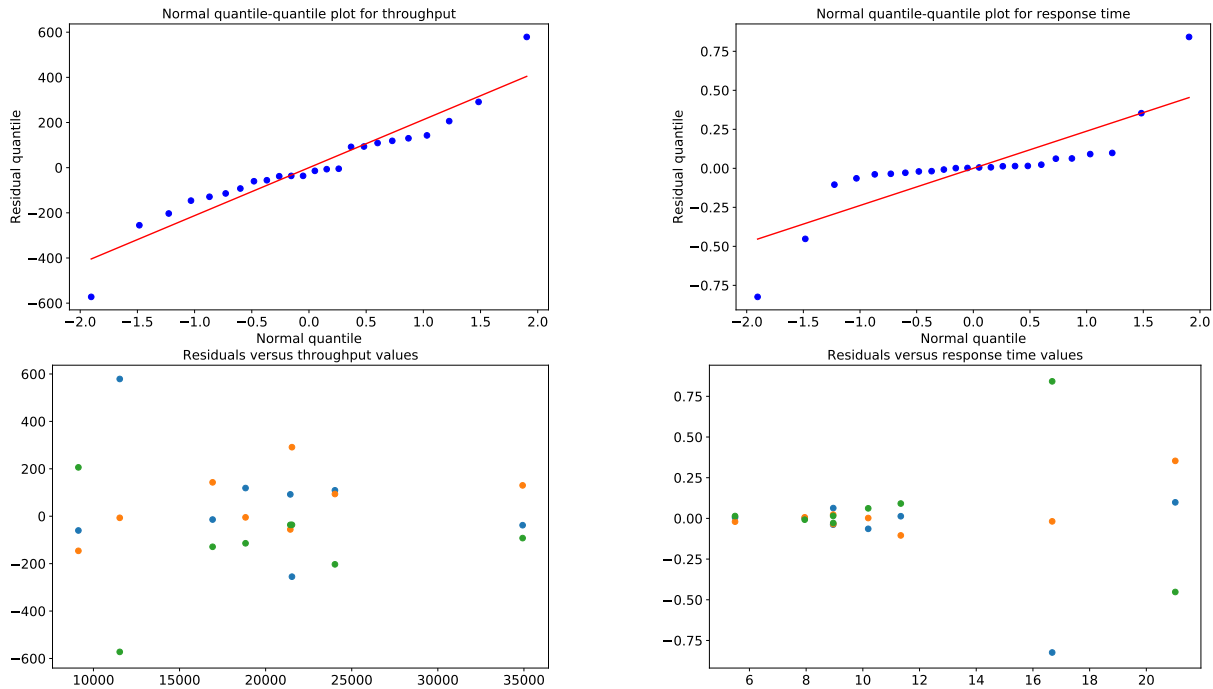 Normal quantile-quantile plot for throughput
600
400
200
0
−200
−400
−600
Residual quantile
−2.0 −1.5 −1.0 −0.5 0.0 0.5 1.0 1.5 2.0
Normal quantile
Normal quantile-quantile plot for response time
0.75
0.50
0.25
0.00
−0.25
−0.50
−0.75
Residual quantile
−2.0 −1.5 −1.0 −0.5 0.0 0.5 1.0 1.5 2.0
Normal quantile
Residuals versus throughput values
600
400
200
0
−200
−400
−600
10000 15000 20000 25000 30000 35000
Residuals versus response time values
0.75
0.50
0.25
0.00
−0.25
−0.50
−0.75
6 8 10 12 14 16 18 20